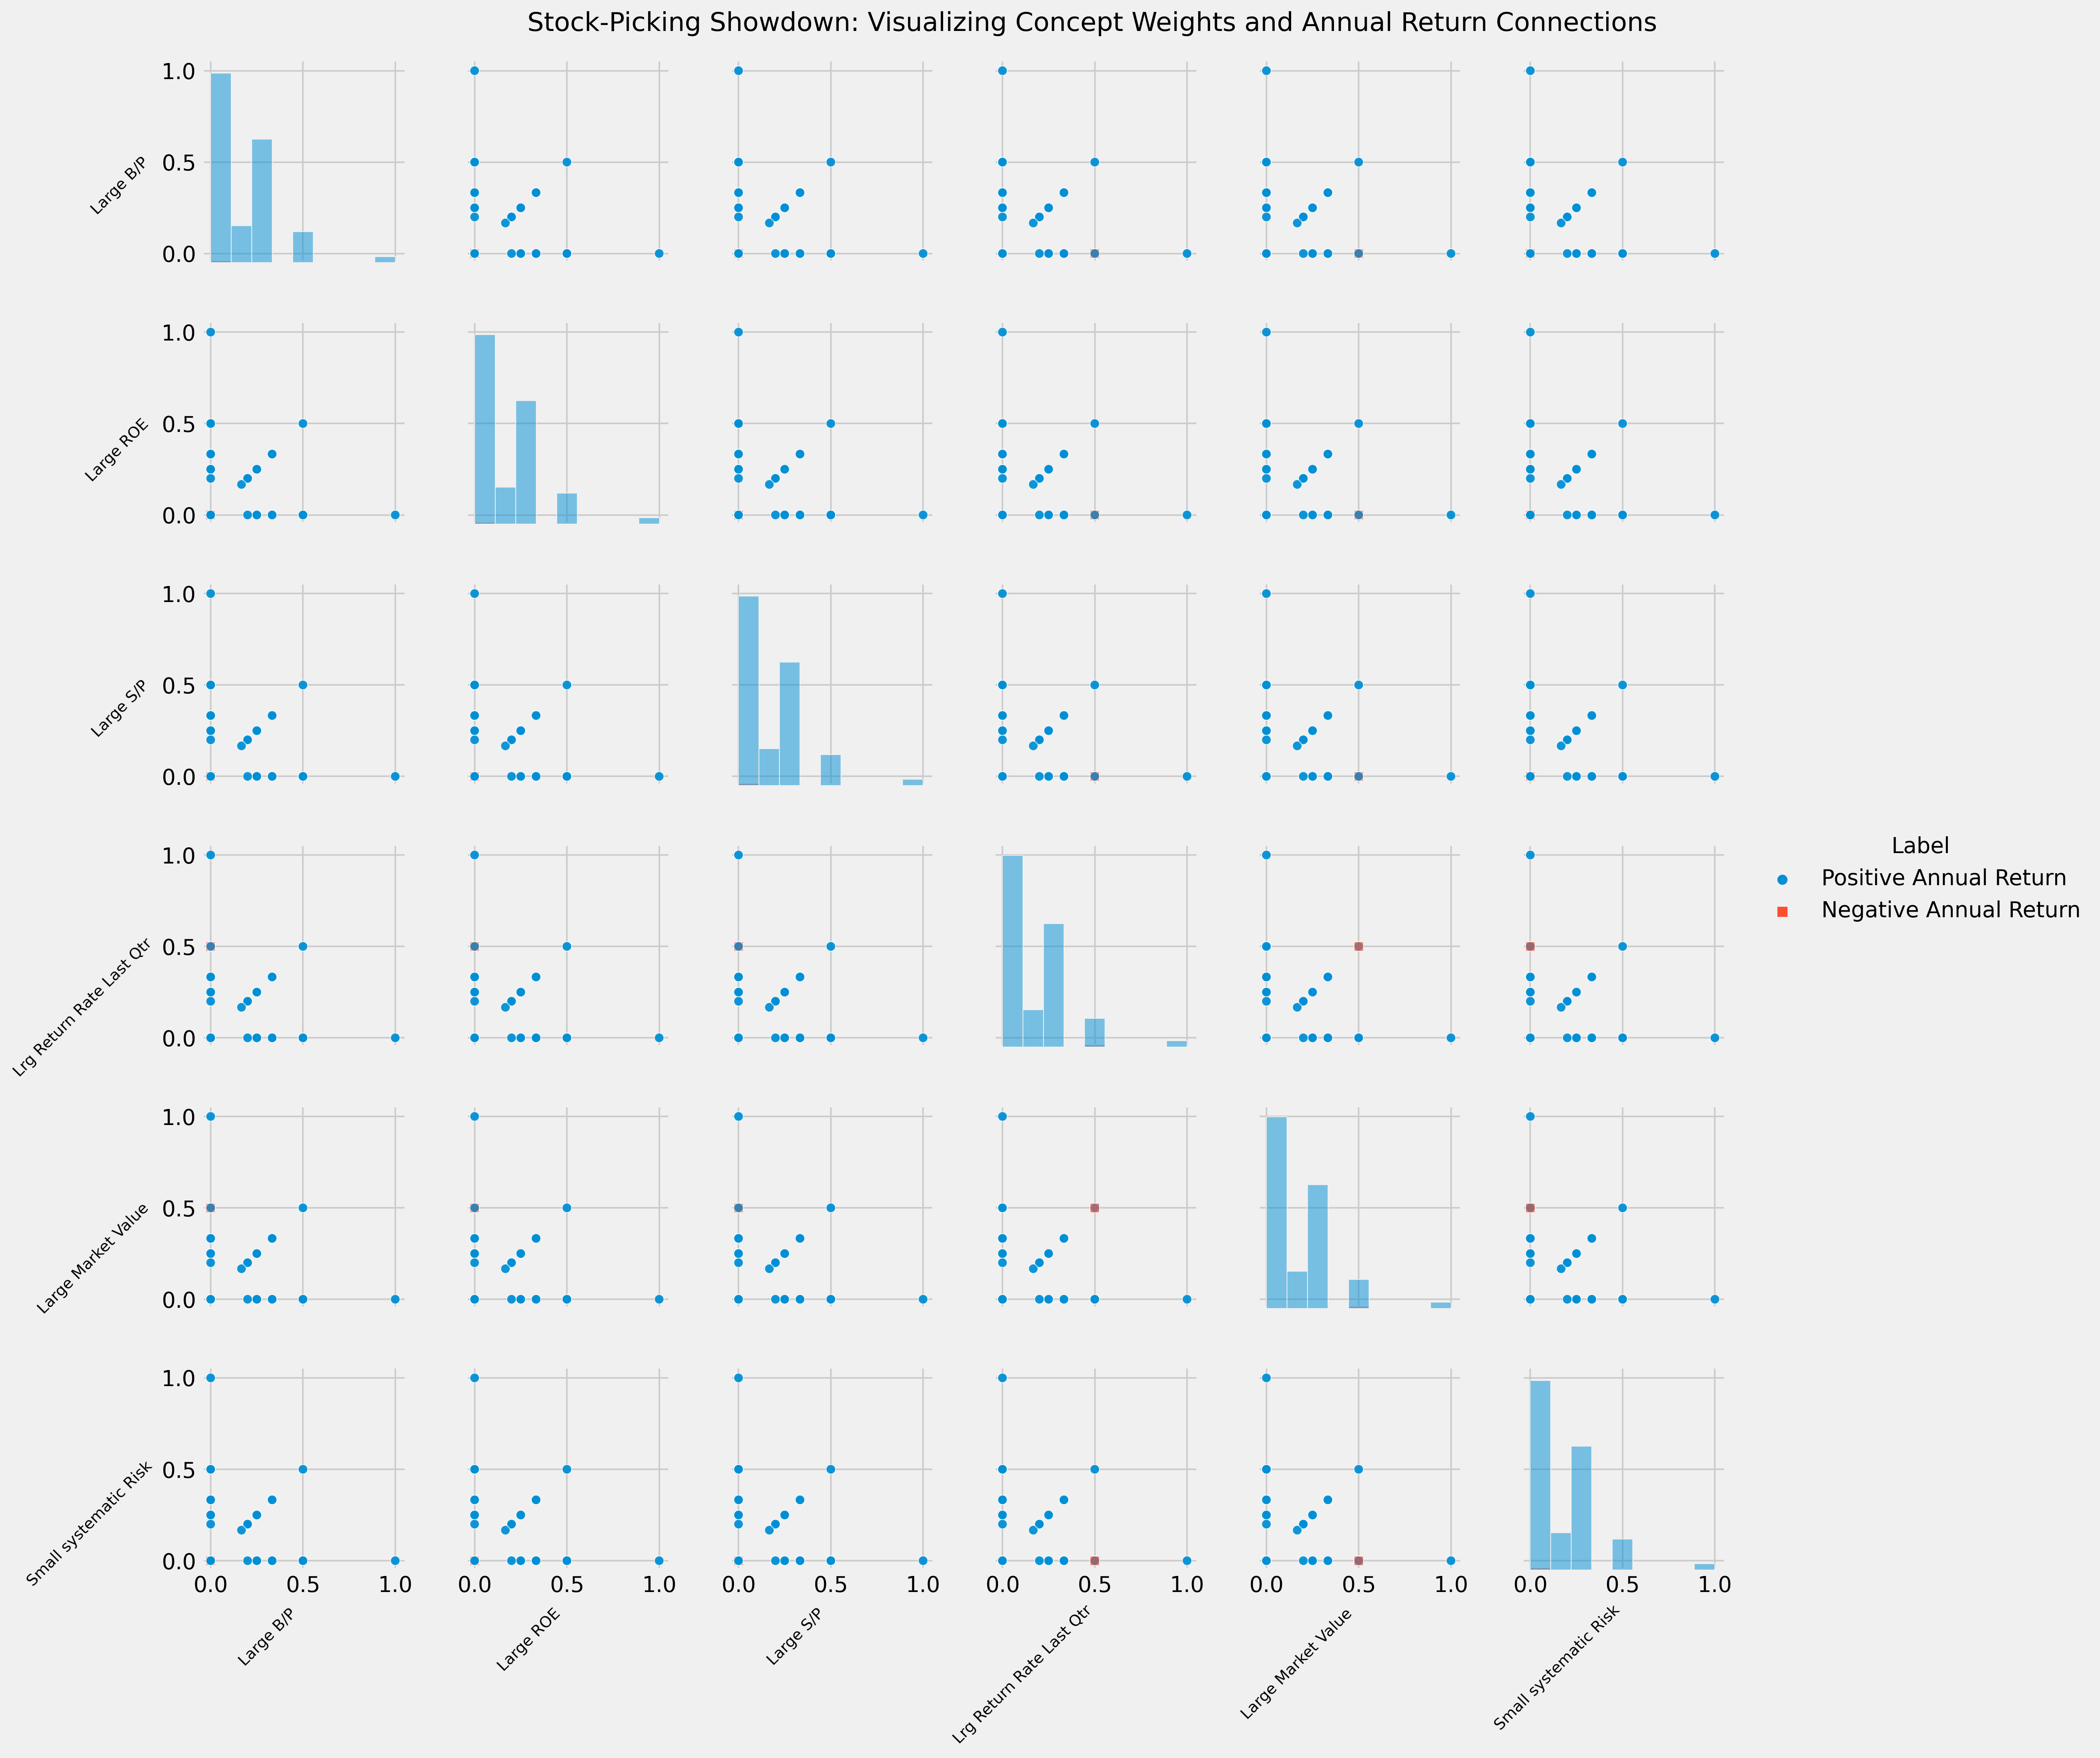 Stock-Picking Showdown: Visualizing Concept Weights and Annual Return Connections
1.0
0.5
0.0
Large B/P
1.0
0.5
0.0
Large ROE
1.0
0.5
0.0
Large S/P
1.0
0.5
0.0
Lrg Return Rate Last Qtr
1.0
0.5
0.0
Large Market Value
1.0
0.5
0.0
Small systematic Risk
0.0 0.5 1.0 0.0 0.5 1.0 0.0 0.5 1.0 0.0 0.5 1.0 0.0 0.5 1.0 0.0 0.5 1.0
Large B/P
Large ROE
Large S/P
Lrg Return Rate Last Qtr
Large Market Value
Small systematic Risk
Label
Positive Annual Return
Negative Annual Return